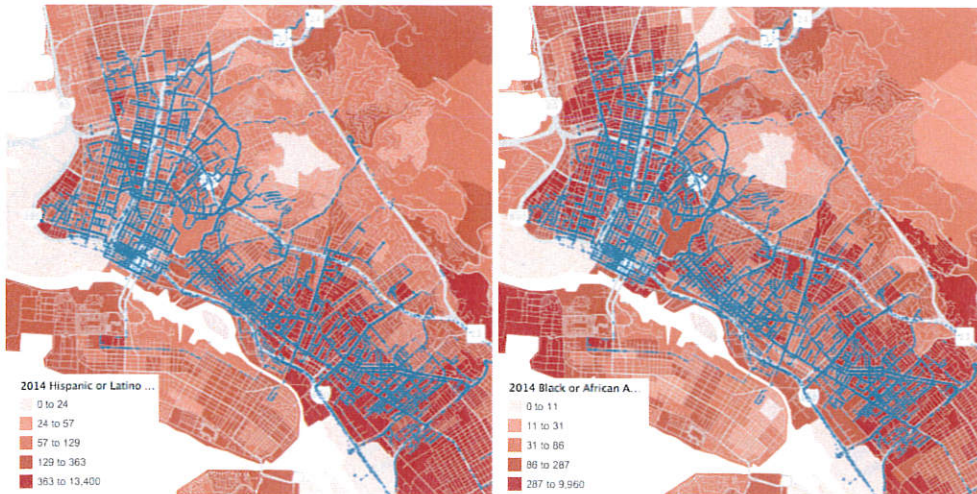 2014 Hispanic or Latino ...
0 to 24
24 to 57
57 to 129
129 to 363
363 to 13,400
2014 Black or African A...
0 to 11
11 to 31
31 to 86
86 to 287
287 to 9,960